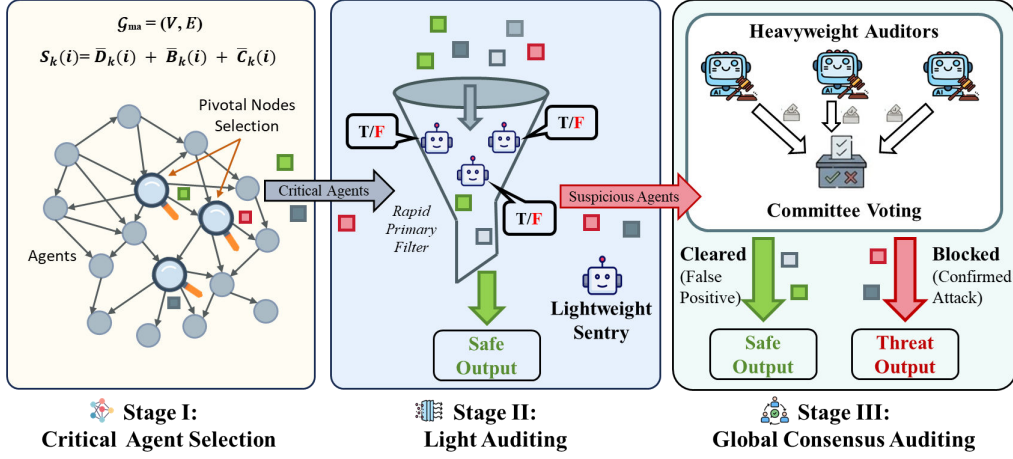 𝒢ma = (V, E)
Sₖ(i)= D̄ₖ(i) + B̄ₖ(i) + C̄ₖ(i)
Pivotal Nodes
Selection
Agents
Critical Agents
T/F
T/F
T/F
Rapid
Primary
Filter
Suspicious Agents
Lightweight
Sentry
Safe
Output
Heavyweight Auditors
AI
AI
AI
Committee Voting
Cleared
(False
Positive)
Blocked
(Confirmed
Attack)
Safe
Output
Threat
Output
Stage I:
Critical Agent Selection
Stage II:
Light Auditing
Stage III:
Global Consensus Auditing